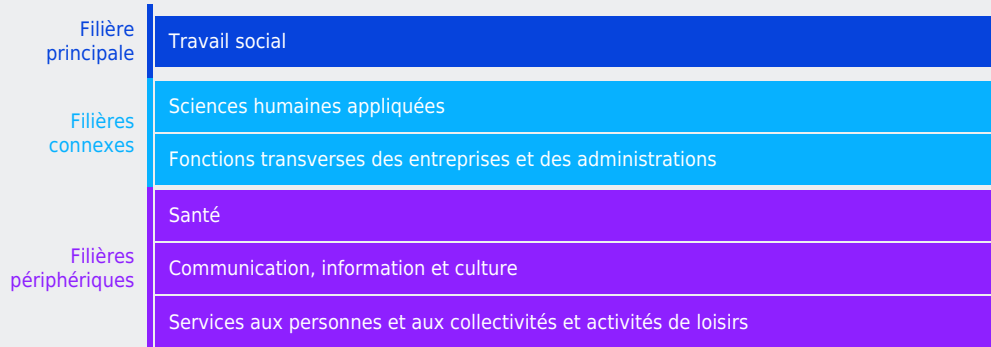 Filière
principale
Travail social
Filières
connexes
Sciences humaines appliquées
Fonctions transverses des entreprises et des administrations
Filières
périphériques
Santé
Communication, information et culture
Services aux personnes et aux collectivités et activités de loisirs